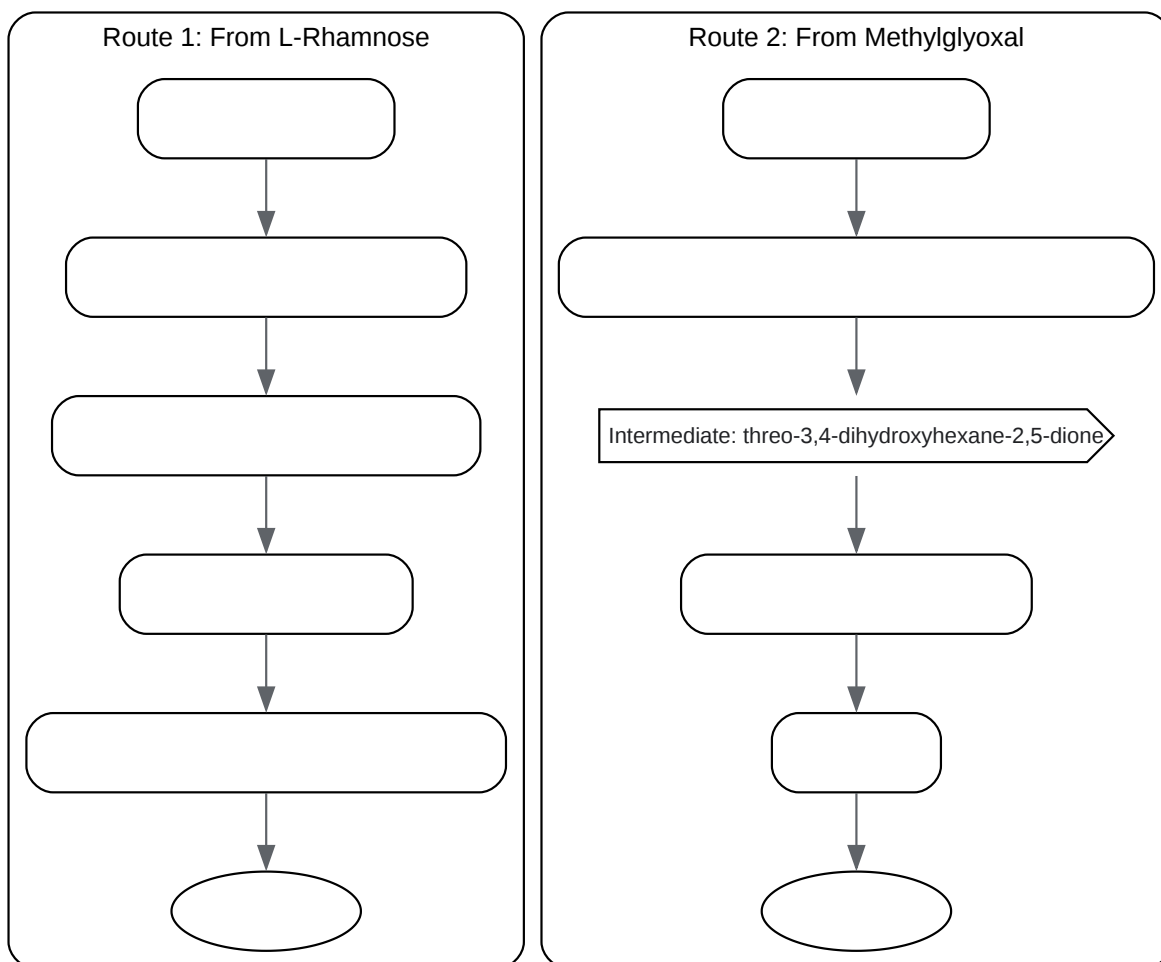 Route 1: From L-Rhamnose
Route 2: From Methylglyoxal
Intermediate: threo-3,4-dihydroxyhexane-2,5-dione